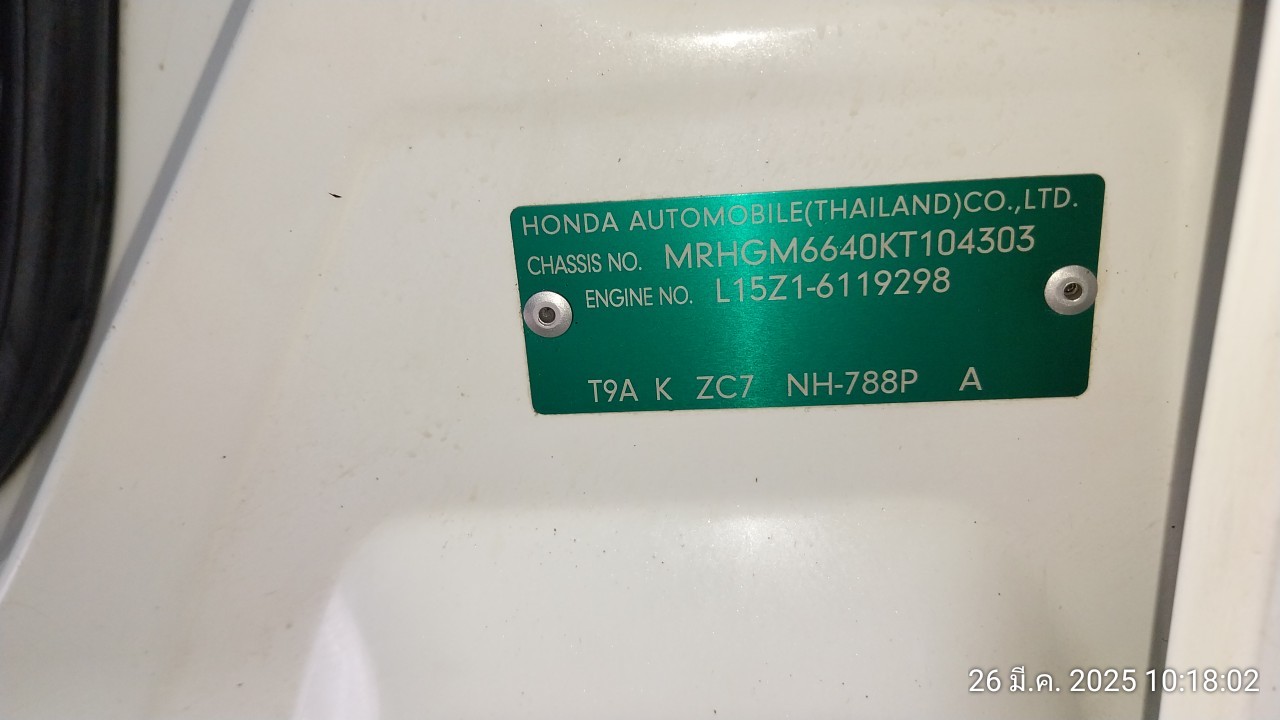 HONDA AUTOMOBILE(THAILAND)CO.,LTD.
CHASSIS NO. MRHGM6640KT104303
ENGINE NO. L15Z1-6119298
T9A K ZC7 NH-788P A
26 มี.ค. 2025 10:18:02